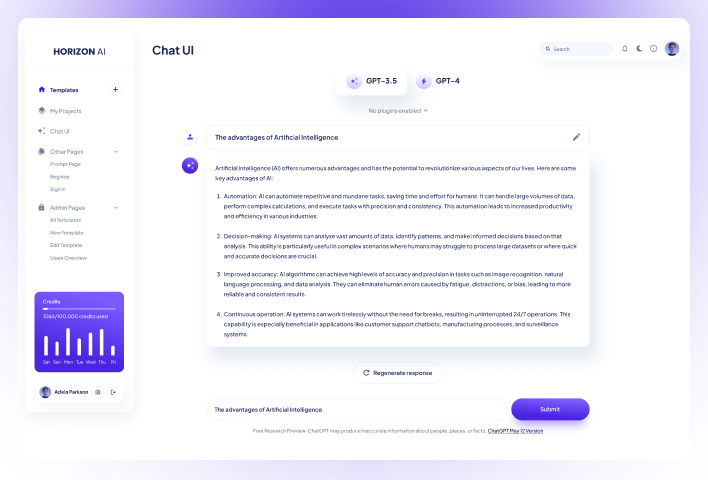 HORIZON AI
Templates
My Projects
Chat UI
Other Pages
Prompt Page
Register
Sign In
Admin Pages
All Templates
New Template
Edit Template
Users Overview
Credits
3264/100,000 credits used
Sat Sun Mon Tue Wed Thu Fri
Adela Parkson
Chat UI
Search
GPT-3.5
GPT-4
No plugins enabled
The advantages of Artificial Intelligence
Artificial Intelligence (AI) offers numerous advantages and has the potential to revolutionize various aspects of our lives. Here are some
key advantages of AI:
1. Automation: AI can automate repetitive and mundane tasks, saving time and effort for humans. It can handle large volumes of data,
perform complex calculations, and execute tasks with precision and consistency. This automation leads to increased productivity
and efficiency in various industries.
2. Decision-making: AI systems can analyze vast amounts of data, identify patterns, and make informed decisions based on that
analysis. This ability is particularly useful in complex scenarios where humans may struggle to process large datasets or where quick
and accurate decisions are crucial.
3. Improved accuracy: AI algorithms can achieve high levels of accuracy and precision in tasks such as image recognition, natural
language processing, and data analysis. They can eliminate human errors caused by fatigue, distractions, or bias, leading to more
reliable and consistent results.
4. Continuous operation: AI systems can work tirelessly without the need for breaks, resulting in uninterrupted 24/7 operations. This
capability is especially beneficial in applications like customer support chatbots, manufacturing processes, and surveillance
systems.
Regenerate response
The advantages of Artificial Intelligence
Submit
Free Research Preview. ChatGPT may produce inaccurate information about people, places, or facts. ChatGPT May 12 Version